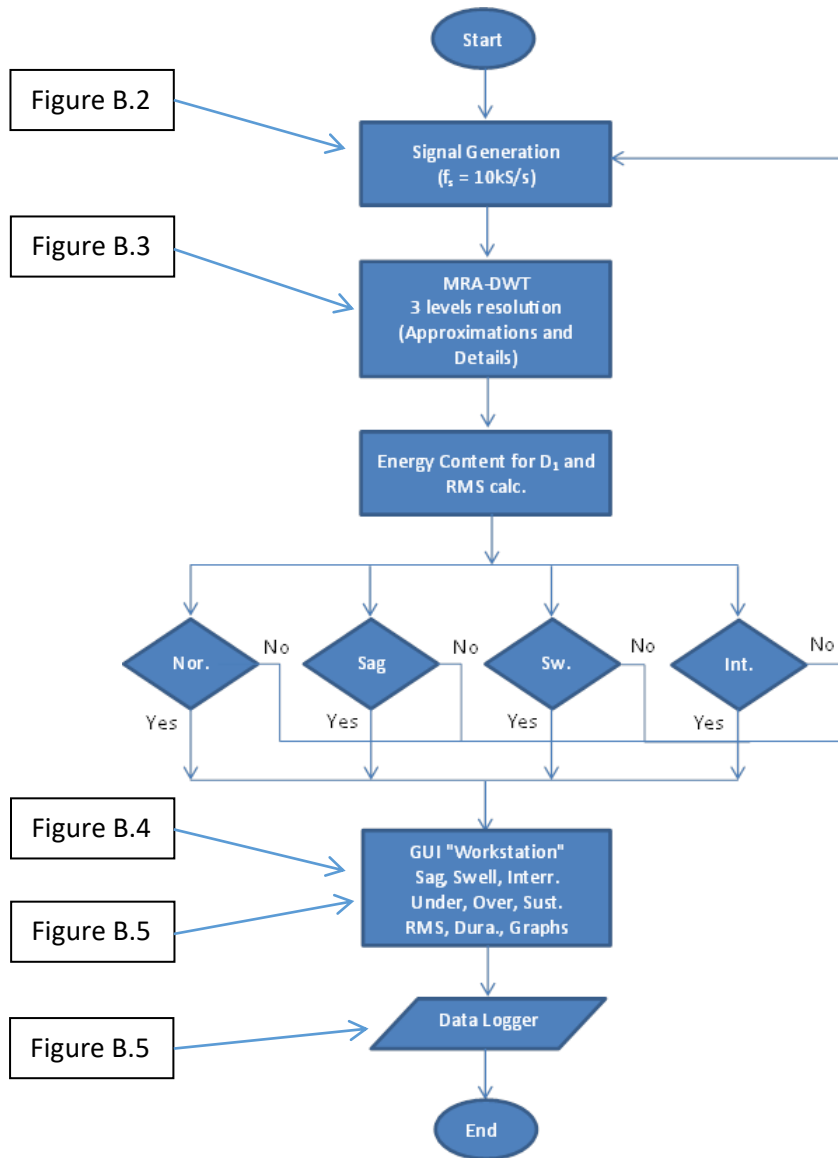 Start
Figure B.2
Signal Generation
(fₛ = 10kS/s)
Figure B.3
MRA-DWT
3 levels resolution
(Approximations and
Details)
Energy Content for D₁ and
RMS calc.
Nor.
No
Sag
No
Sw.
No
Int.
No
Yes
Yes
Yes
Yes
Figure B.4
GUI "Workstation"
Sag, Swell, Interr.
Under, Over, Sust.
RMS, Dura., Graphs
Figure B.5
Data Logger
Figure B.5
End